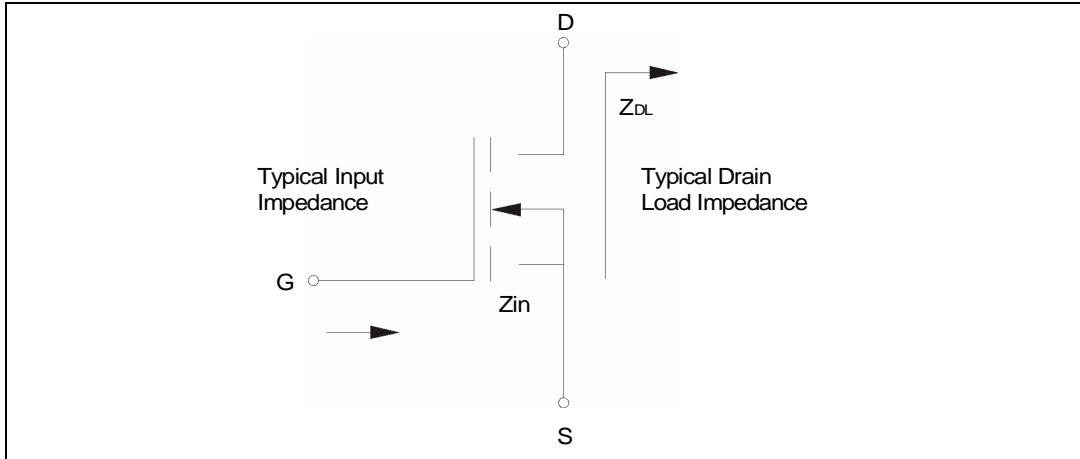 D
ZDL
Typical Input
Impedance
Typical Drain
Load Impedance
G
Zin
S